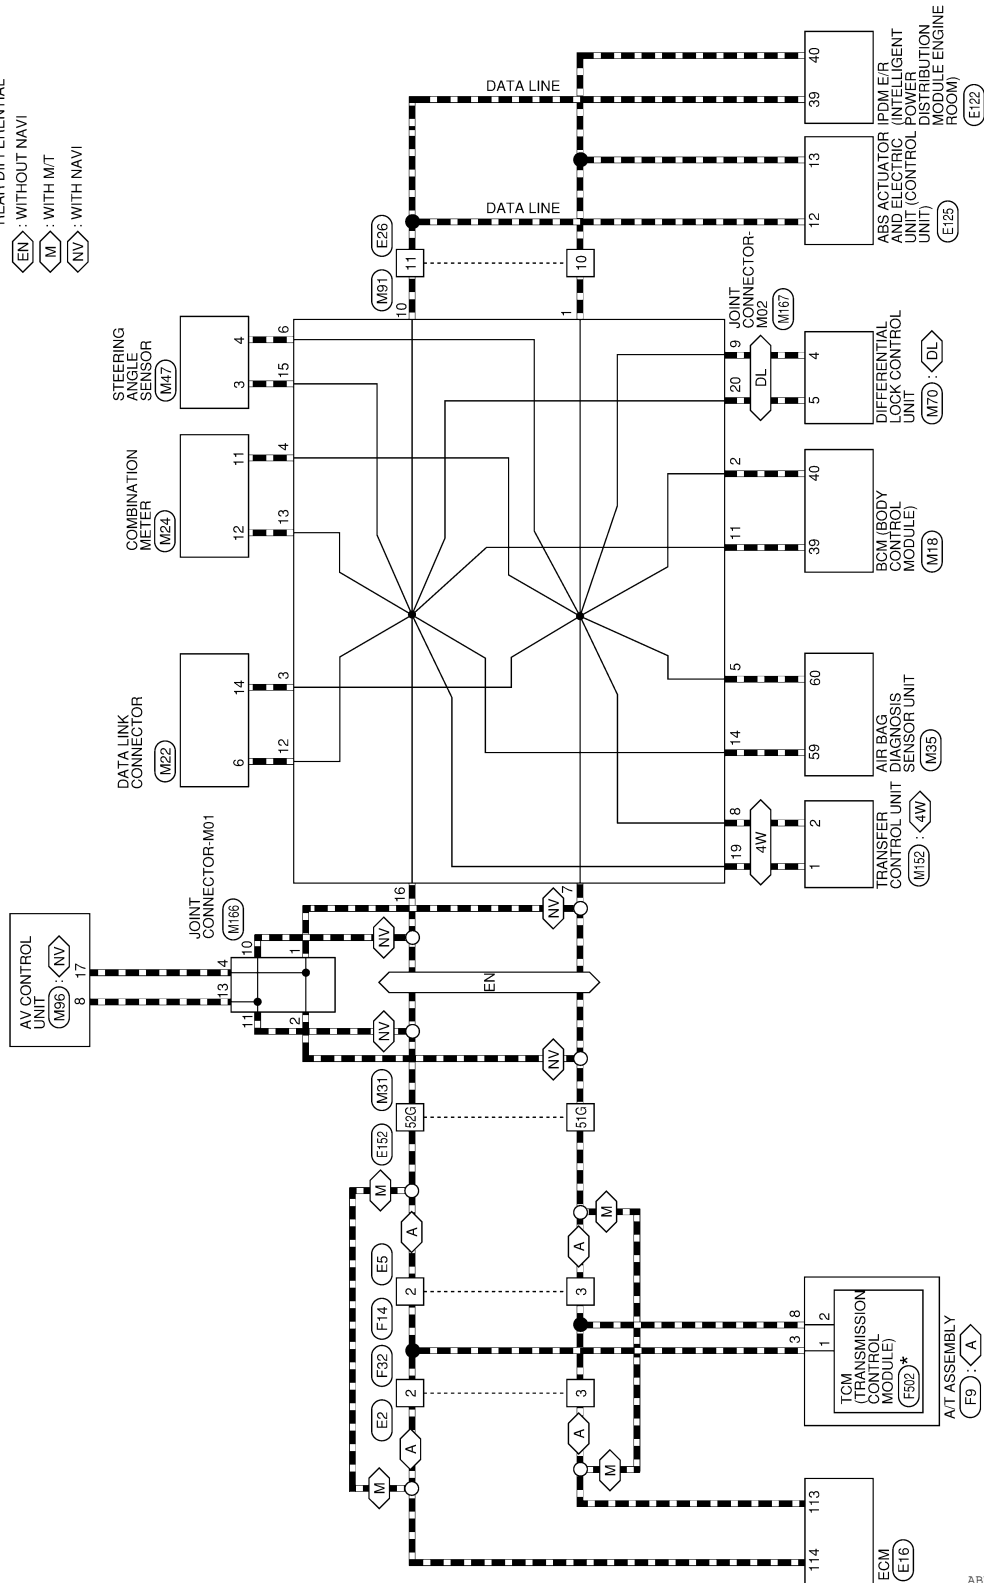 REAR DIFFERENTIAL
EN : WITHOUT NAVI
M : WITH M/T
NV : WITH NAVI
AV CONTROL
UNIT
M96 : NV
8 17
JOINT
CONNECTOR-M01
M166
13 4
11 10
2 1
DATA LINK
CONNECTOR
M22
6 14
12 3
COMBINATION
METER
M24
12 11
13 4
STEERING
ANGLE
SENSOR
M47
3 4
15 6
M NV NV
A A
E2 F32 F14 E5 E152 M31 M91 E26
2 2 52G 16 10 11
DATA LINE
DATA LINE
EN
3 3 51G 7 1 10
A A
M M NV NV
JOINT
CONNECTOR-
M02
M167
19 8 14 5 11 2 20 9
4W DL
114 113
ECM
E16
3 8
1 2
TCM
(TRANSMISSION
CONTROL
MODULE)
F502 *
A/T ASSEMBLY
F9 : A
1 2
TRANSFER
CONTROL UNIT
M152 : 4W
59 60
AIR BAG
DIAGNOSIS
SENSOR UNIT
M35
39 40
BCM (BODY
CONTROL
MODULE)
M18
5 4
DIFFERENTIAL
LOCK CONTROL
UNIT
M70 : DL
12 13
ABS ACTUATOR
AND ELECTRIC
UNIT (CONTROL
UNIT)
E125
39 40
IPDM E/R
(INTELLIGENT
POWER
DISTRIBUTION
MODULE ENGINE
ROOM)
E122